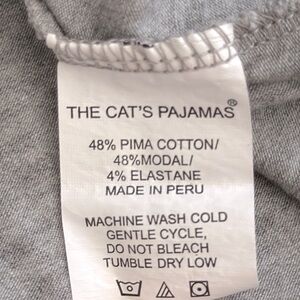 THE CAT'S PAJAMAS®
48% PIMA COTTON/
48%MODAL/
4% ELASTANE
MADE IN PERU
MACHINE WASH COLD
GENTLE CYCLE,
DO NOT BLEACH
TUMBLE DRY LOW